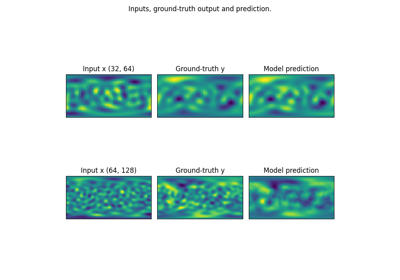 Inputs, ground-truth output and prediction.
Input x (32, 64)
Ground-truth y
Model prediction
Input x (64, 128)
Ground-truth y
Model prediction